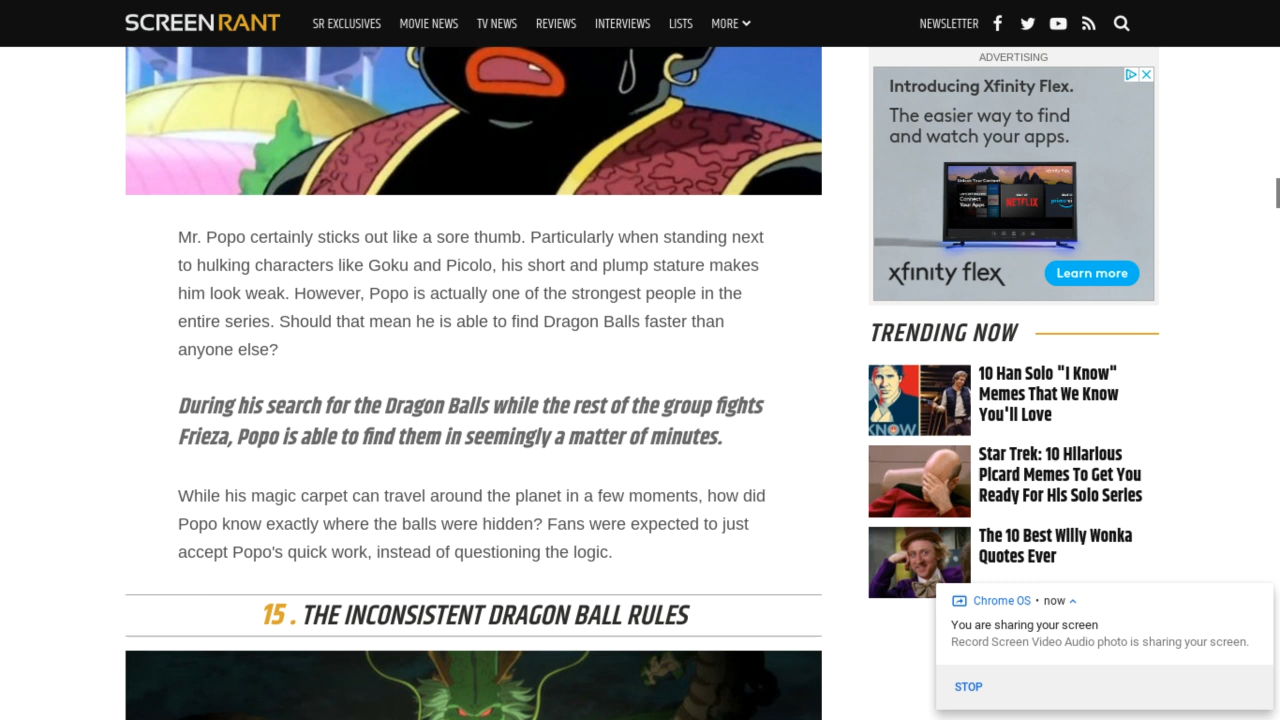 SCREENRANT
SR EXCLUSIVES MOVIE NEWS TV NEWS REVIEWS INTERVIEWS LISTS MORE
NEWSLETTER
Mr. Popo certainly sticks out like a sore thumb. Particularly when standing next
to hulking characters like Goku and Picolo, his short and plump stature makes
him look weak. However, Popo is actually one of the strongest people in the
entire series. Should that mean he is able to find Dragon Balls faster than
anyone else?
During his search for the Dragon Balls while the rest of the group fights
Frieza, Popo is able to find them in seemingly a matter of minutes.
While his magic carpet can travel around the planet in a few moments, how did
Popo know exactly where the balls were hidden? Fans were expected to just
accept Popo's quick work, instead of questioning the logic.
15 . THE INCONSISTENT DRAGON BALL RULES
ADVERTISING
Introducing Xfinity Flex.
The easier way to find
and watch your apps.
NETFLIX
xfinity flex
Learn more
TRENDING NOW
10 Han Solo "I Know"
Memes That We Know
You'll Love
KNOW
Star Trek: 10 Hilarious
Picard Memes To Get You
Ready For His Solo Series
The 10 Best Willy Wonka
Quotes Ever
Chrome OS • now
You are sharing your screen
Record Screen Video Audio photo is sharing your screen.
STOP